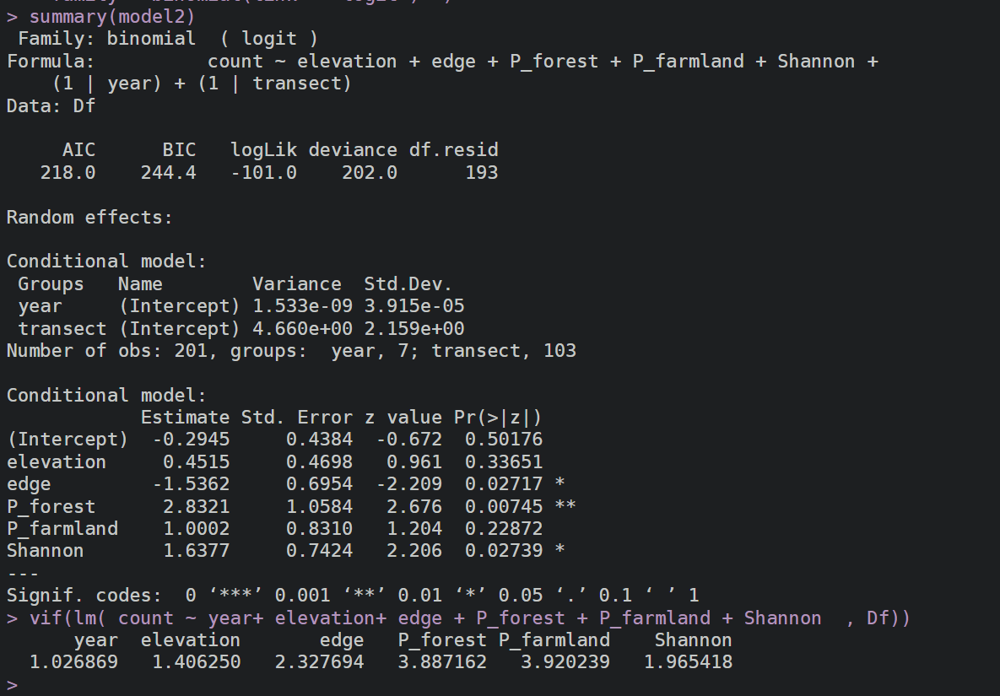 > summary(model2)
 Family: binomial  ( logit )
Formula:          count ~ elevation + edge + P_forest + P_farmland + Shannon +
    (1 | year) + (1 | transect)
Data: Df

     AIC      BIC   logLik deviance df.resid
   218.0    244.4   -101.0    202.0      193

Random effects:

Conditional model:
 Groups   Name        Variance  Std.Dev.
 year     (Intercept) 1.533e-09 3.915e-05
 transect (Intercept) 4.660e+00 2.159e+00
Number of obs: 201, groups:  year, 7; transect, 103

Conditional model:
            Estimate Std. Error z value Pr(>|z|)
(Intercept)  -0.2945     0.4384  -0.672  0.50176
elevation     0.4515     0.4698   0.961  0.33651
edge         -1.5362     0.6954  -2.209  0.02717 *
P_forest      2.8321     1.0584   2.676  0.00745 **
P_farmland    1.0002     0.8310   1.204  0.22872
Shannon       1.6377     0.7424   2.206  0.02739 *
---
Signif. codes:  0 ‘***’ 0.001 ‘**’ 0.01 ‘*’ 0.05 ‘.’ 0.1 ‘ ’ 1
> vif(lm( count ~ year+ elevation+ edge + P_forest + P_farmland + Shannon  , Df))
      year  elevation       edge   P_forest P_farmland    Shannon
  1.026869   1.406250   2.327694   3.887162   3.920239   1.965418
>